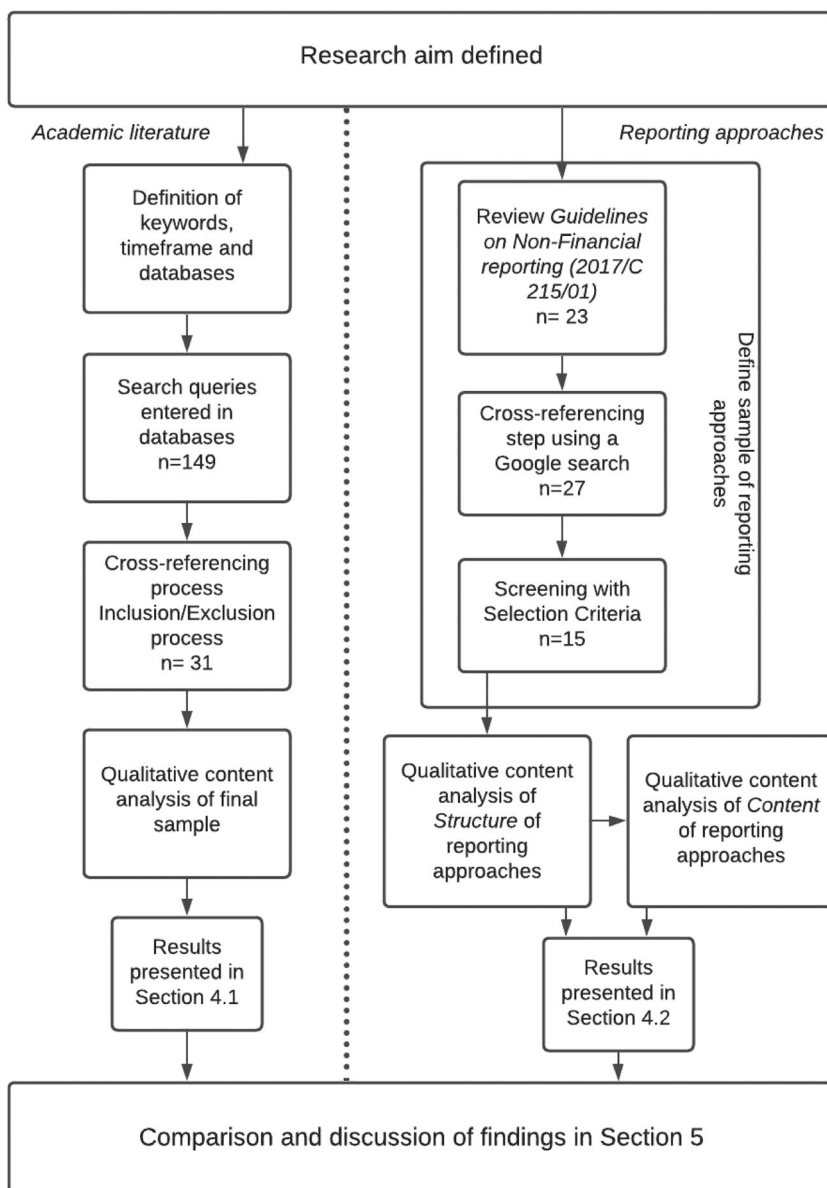 Research aim defined
Academic literature
Definition of
keywords,
timeframe and
databases
Search queries
entered in
databases
n=149
Cross-referencing
process
Inclusion/Exclusion
process
n= 31
Qualitative content
analysis of final
sample
Results
presented in
Section 4.1
Reporting approaches
Review Guidelines
on Non-Financial
reporting (2017/C
215/01)
n= 23
Cross-referencing
step using a
Google search
n=27
Screening with
Selection Criteria
n=15
Define sample of reporting
approaches
Qualitative content
analysis of
Structure of
reporting
approaches
Qualitative content
analysis of Content
of reporting
approaches
Results
presented in
Section 4.2
Comparison and discussion of findings in Section 5